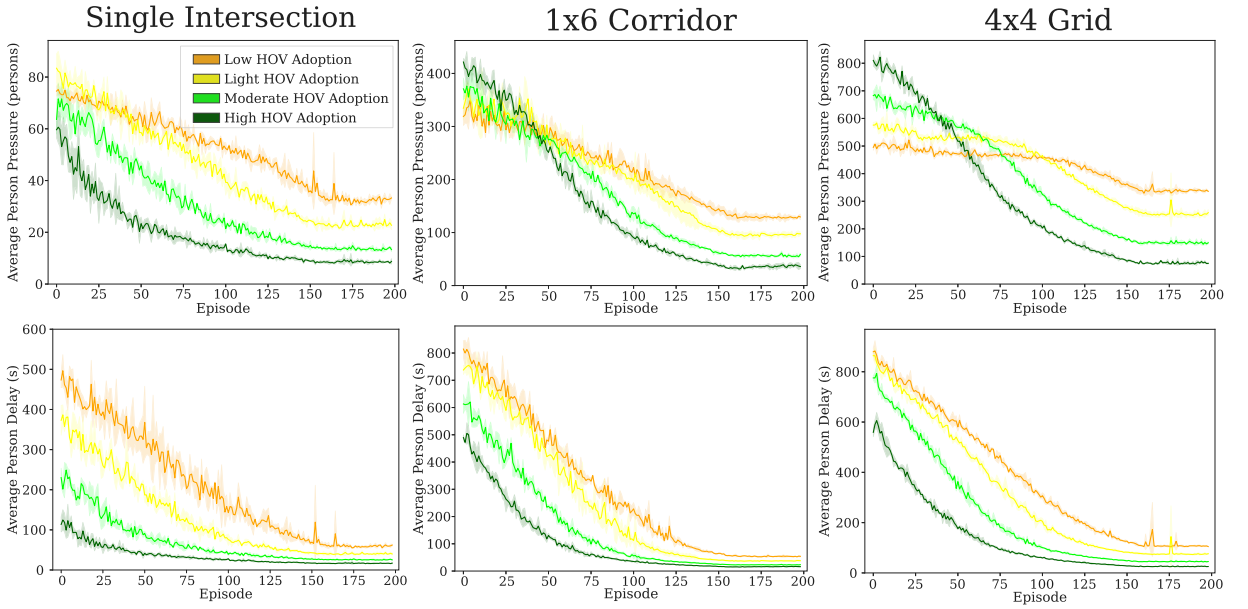 Single Intersection
1x6 Corridor
4x4 Grid
Average Person Pressure (persons)
80
60
40
20
0
Low HOV Adoption
Light HOV Adoption
Moderate HOV Adoption
High HOV Adoption
0 25 50 75 100 125 150 175 200
Episode
Average Person Pressure (persons)
400
300
200
100
0
0 25 50 75 100 125 150 175 200
Episode
Average Person Pressure (persons)
800
700
600
500
400
300
200
100
0
0 25 50 75 100 125 150 175 200
Episode
Average Person Delay (s)
600
500
400
300
200
100
0
0 25 50 75 100 125 150 175 200
Episode
Average Person Delay (s)
800
700
600
500
400
300
200
100
0
0 25 50 75 100 125 150 175 200
Episode
Average Person Delay (s)
800
600
400
200
0
0 25 50 75 100 125 150 175 200
Episode